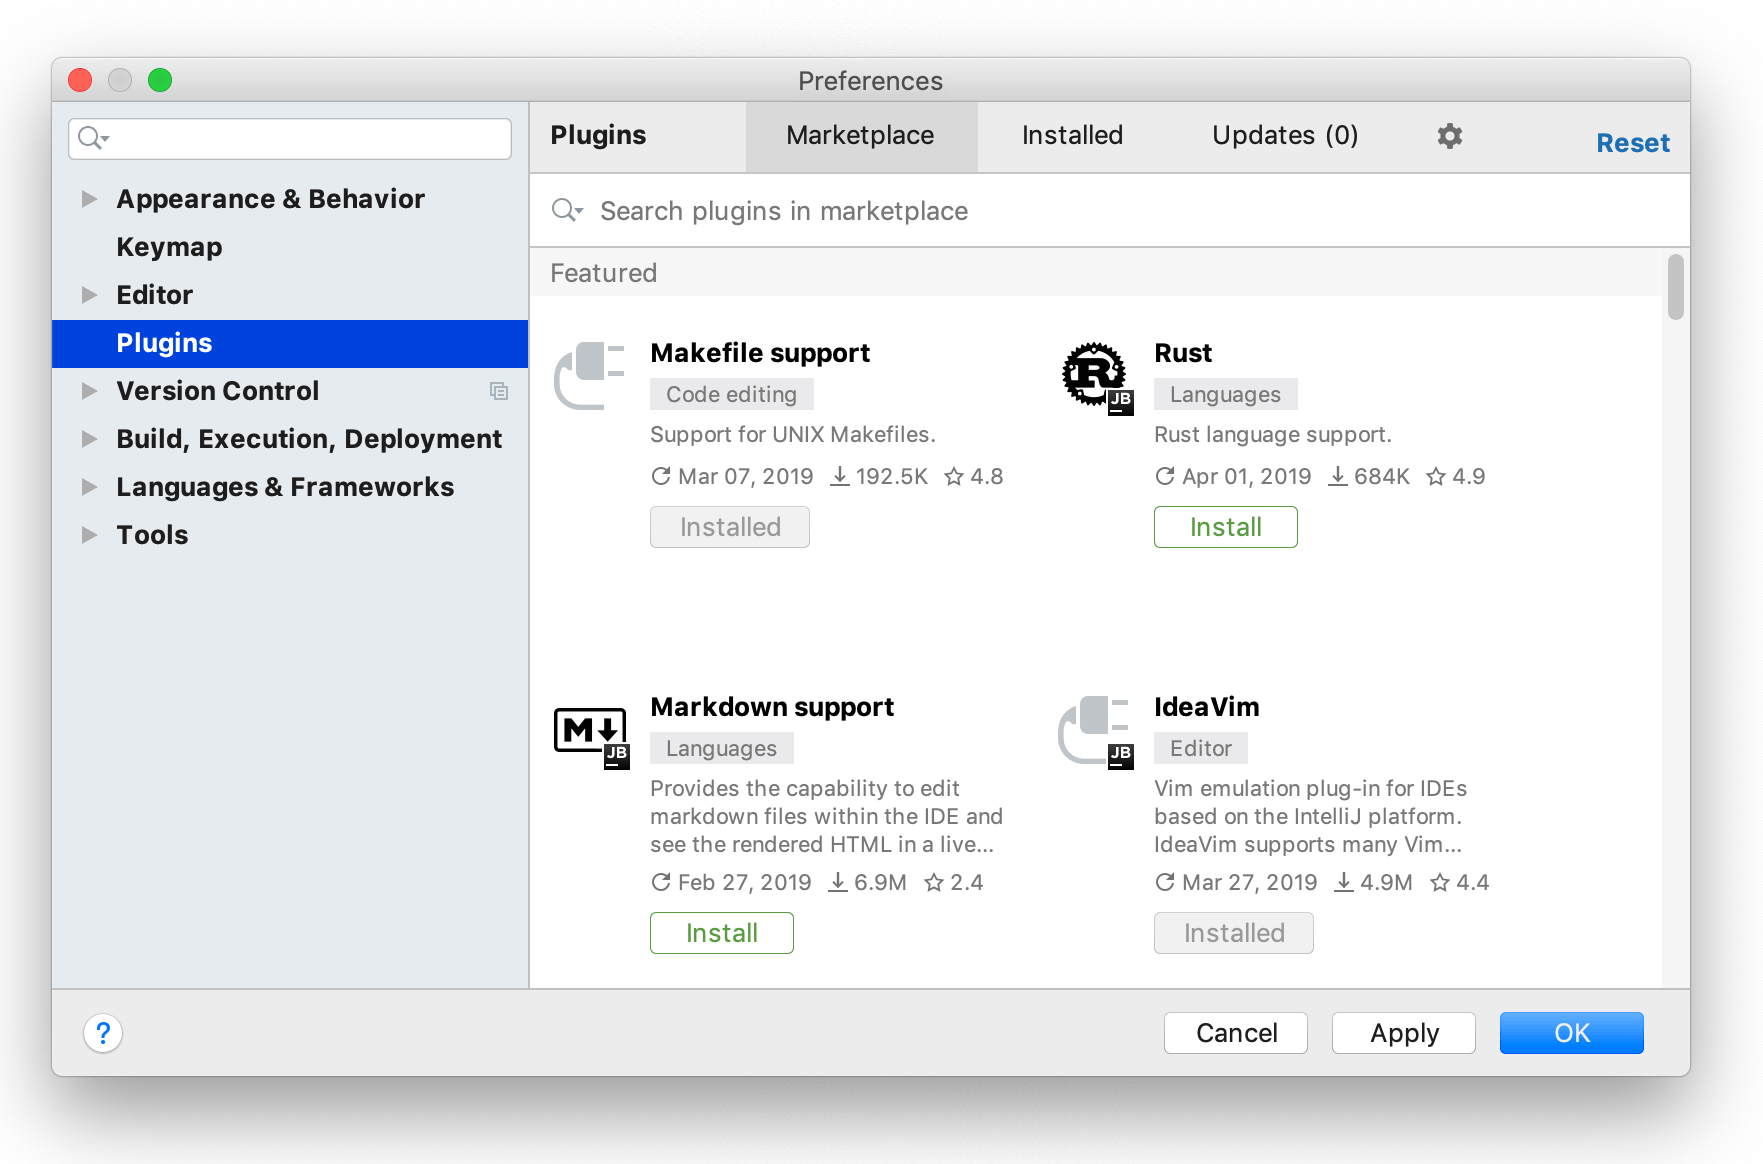 Preferences
Plugins Marketplace Installed Updates (0) Reset
Appearance & Behavior
Keymap
Editor
Plugins
Version Control
Build, Execution, Deployment
Languages & Frameworks
Tools
Search plugins in marketplace
Featured
Makefile support
Code editing
Support for UNIX Makefiles.
Mar 07, 2019 192.5K 4.8
Installed
R
JB
Rust
Languages
Rust language support.
Apr 01, 2019 684K 4.9
Install
M
JB
Markdown support
Languages
Provides the capability to edit
markdown files within the IDE and
see the rendered HTML in a live...
Feb 27, 2019 6.9M 2.4
Install
JB
IdeaVim
Editor
Vim emulation plug-in for IDEs
based on the IntelliJ platform.
IdeaVim supports many Vim...
Mar 27, 2019 4.9M 4.4
Installed
? Cancel Apply OK